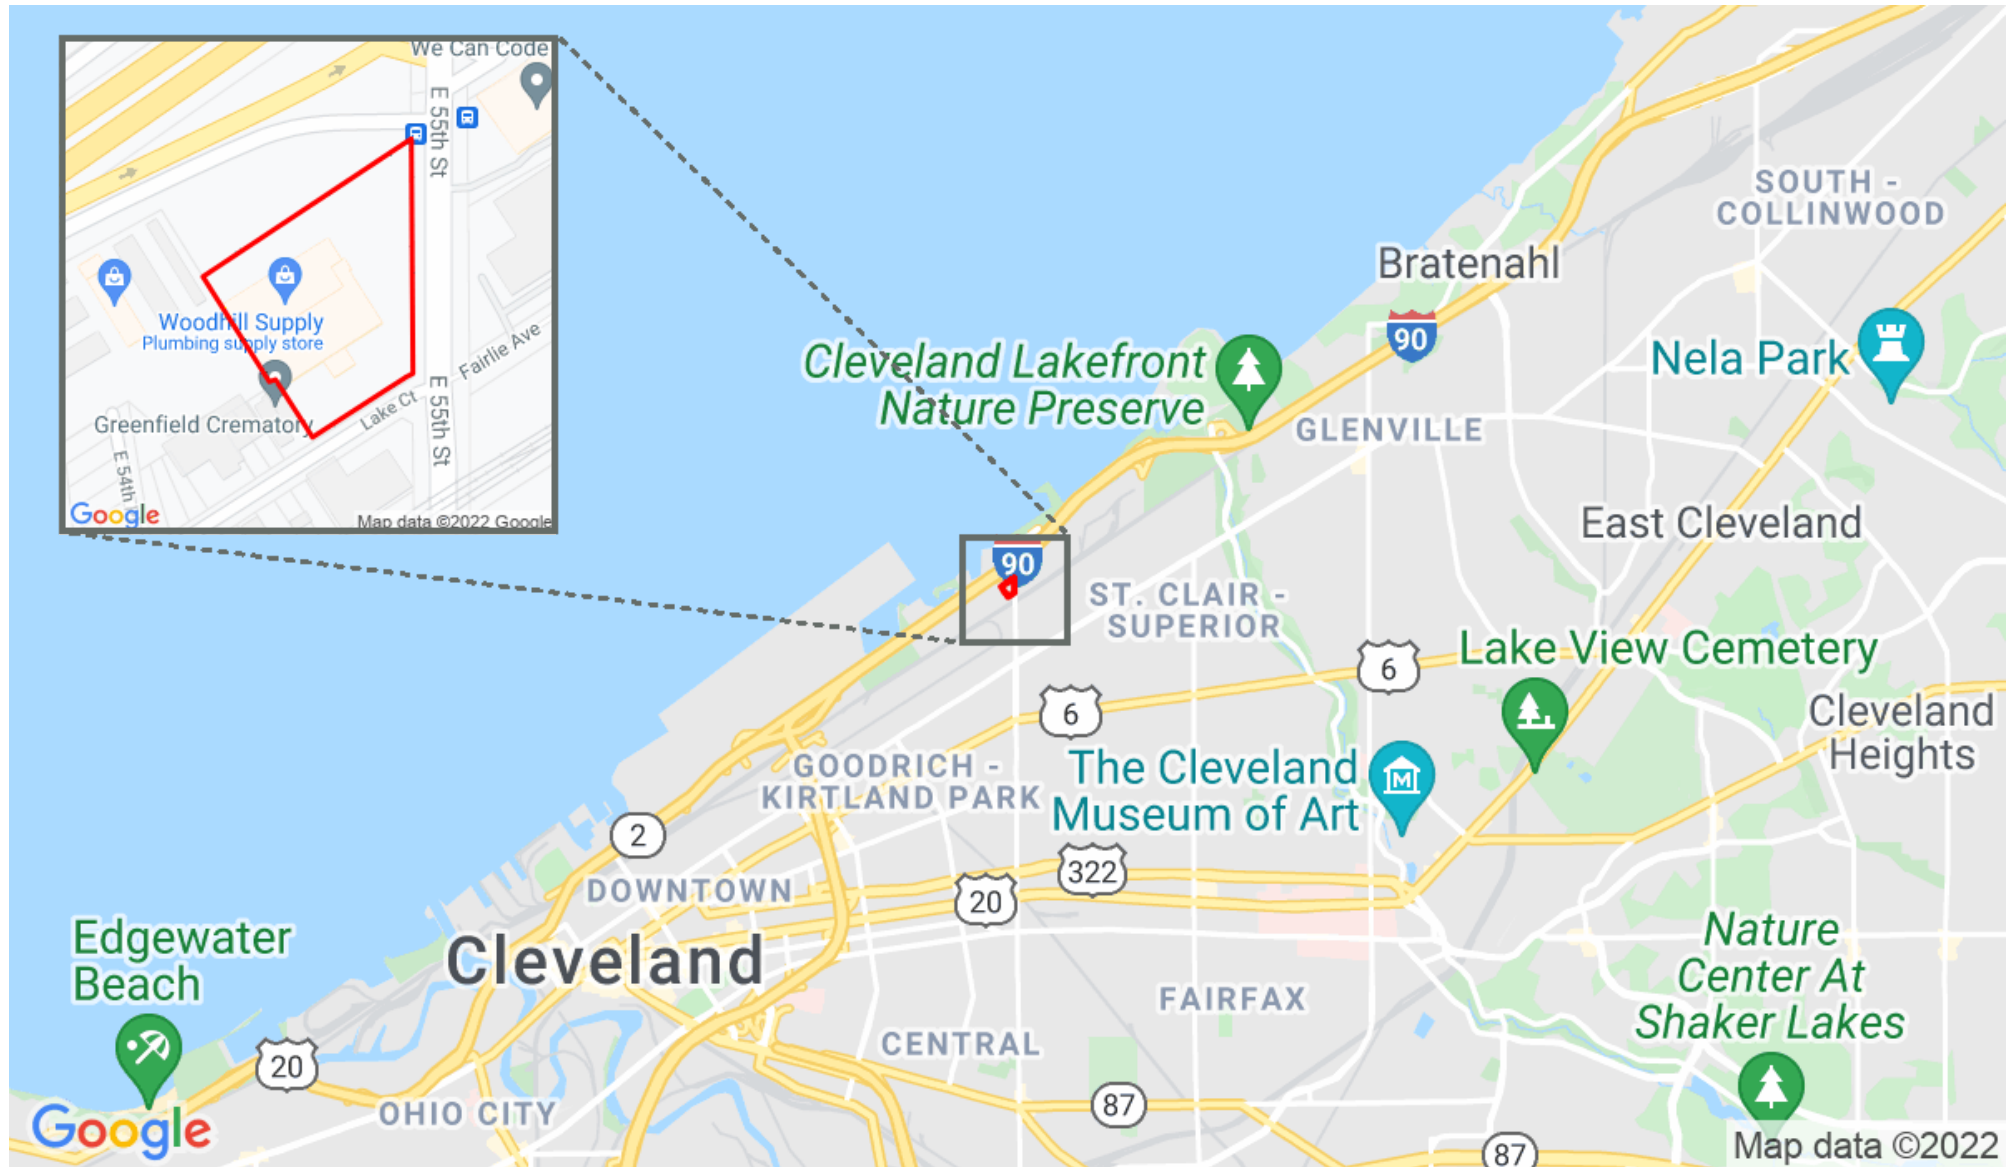 We Can Code
E 55th St
Woodhill Supply
Plumbing supply store
Fairlie Ave
Greenfield Crematory
Lake Ct
E 55th St
E 54th
Google
Map data ©2022 Google
SOUTH -
COLLINWOOD
Bratenahl
90
Cleveland Lakefront
Nature Preserve
Nela Park
GLENVILLE
East Cleveland
90
ST. CLAIR -
SUPERIOR
6
Lake View Cemetery
6
Cleveland
Heights
GOODRICH -
KIRTLAND PARK
The Cleveland
Museum of Art
M
2
322
DOWNTOWN
20
Edgewater
Beach
Cleveland
Nature
Center At
Shaker Lakes
FAIRFAX
CENTRAL
20
87
OHIO CITY
Google
87
Map data ©2022